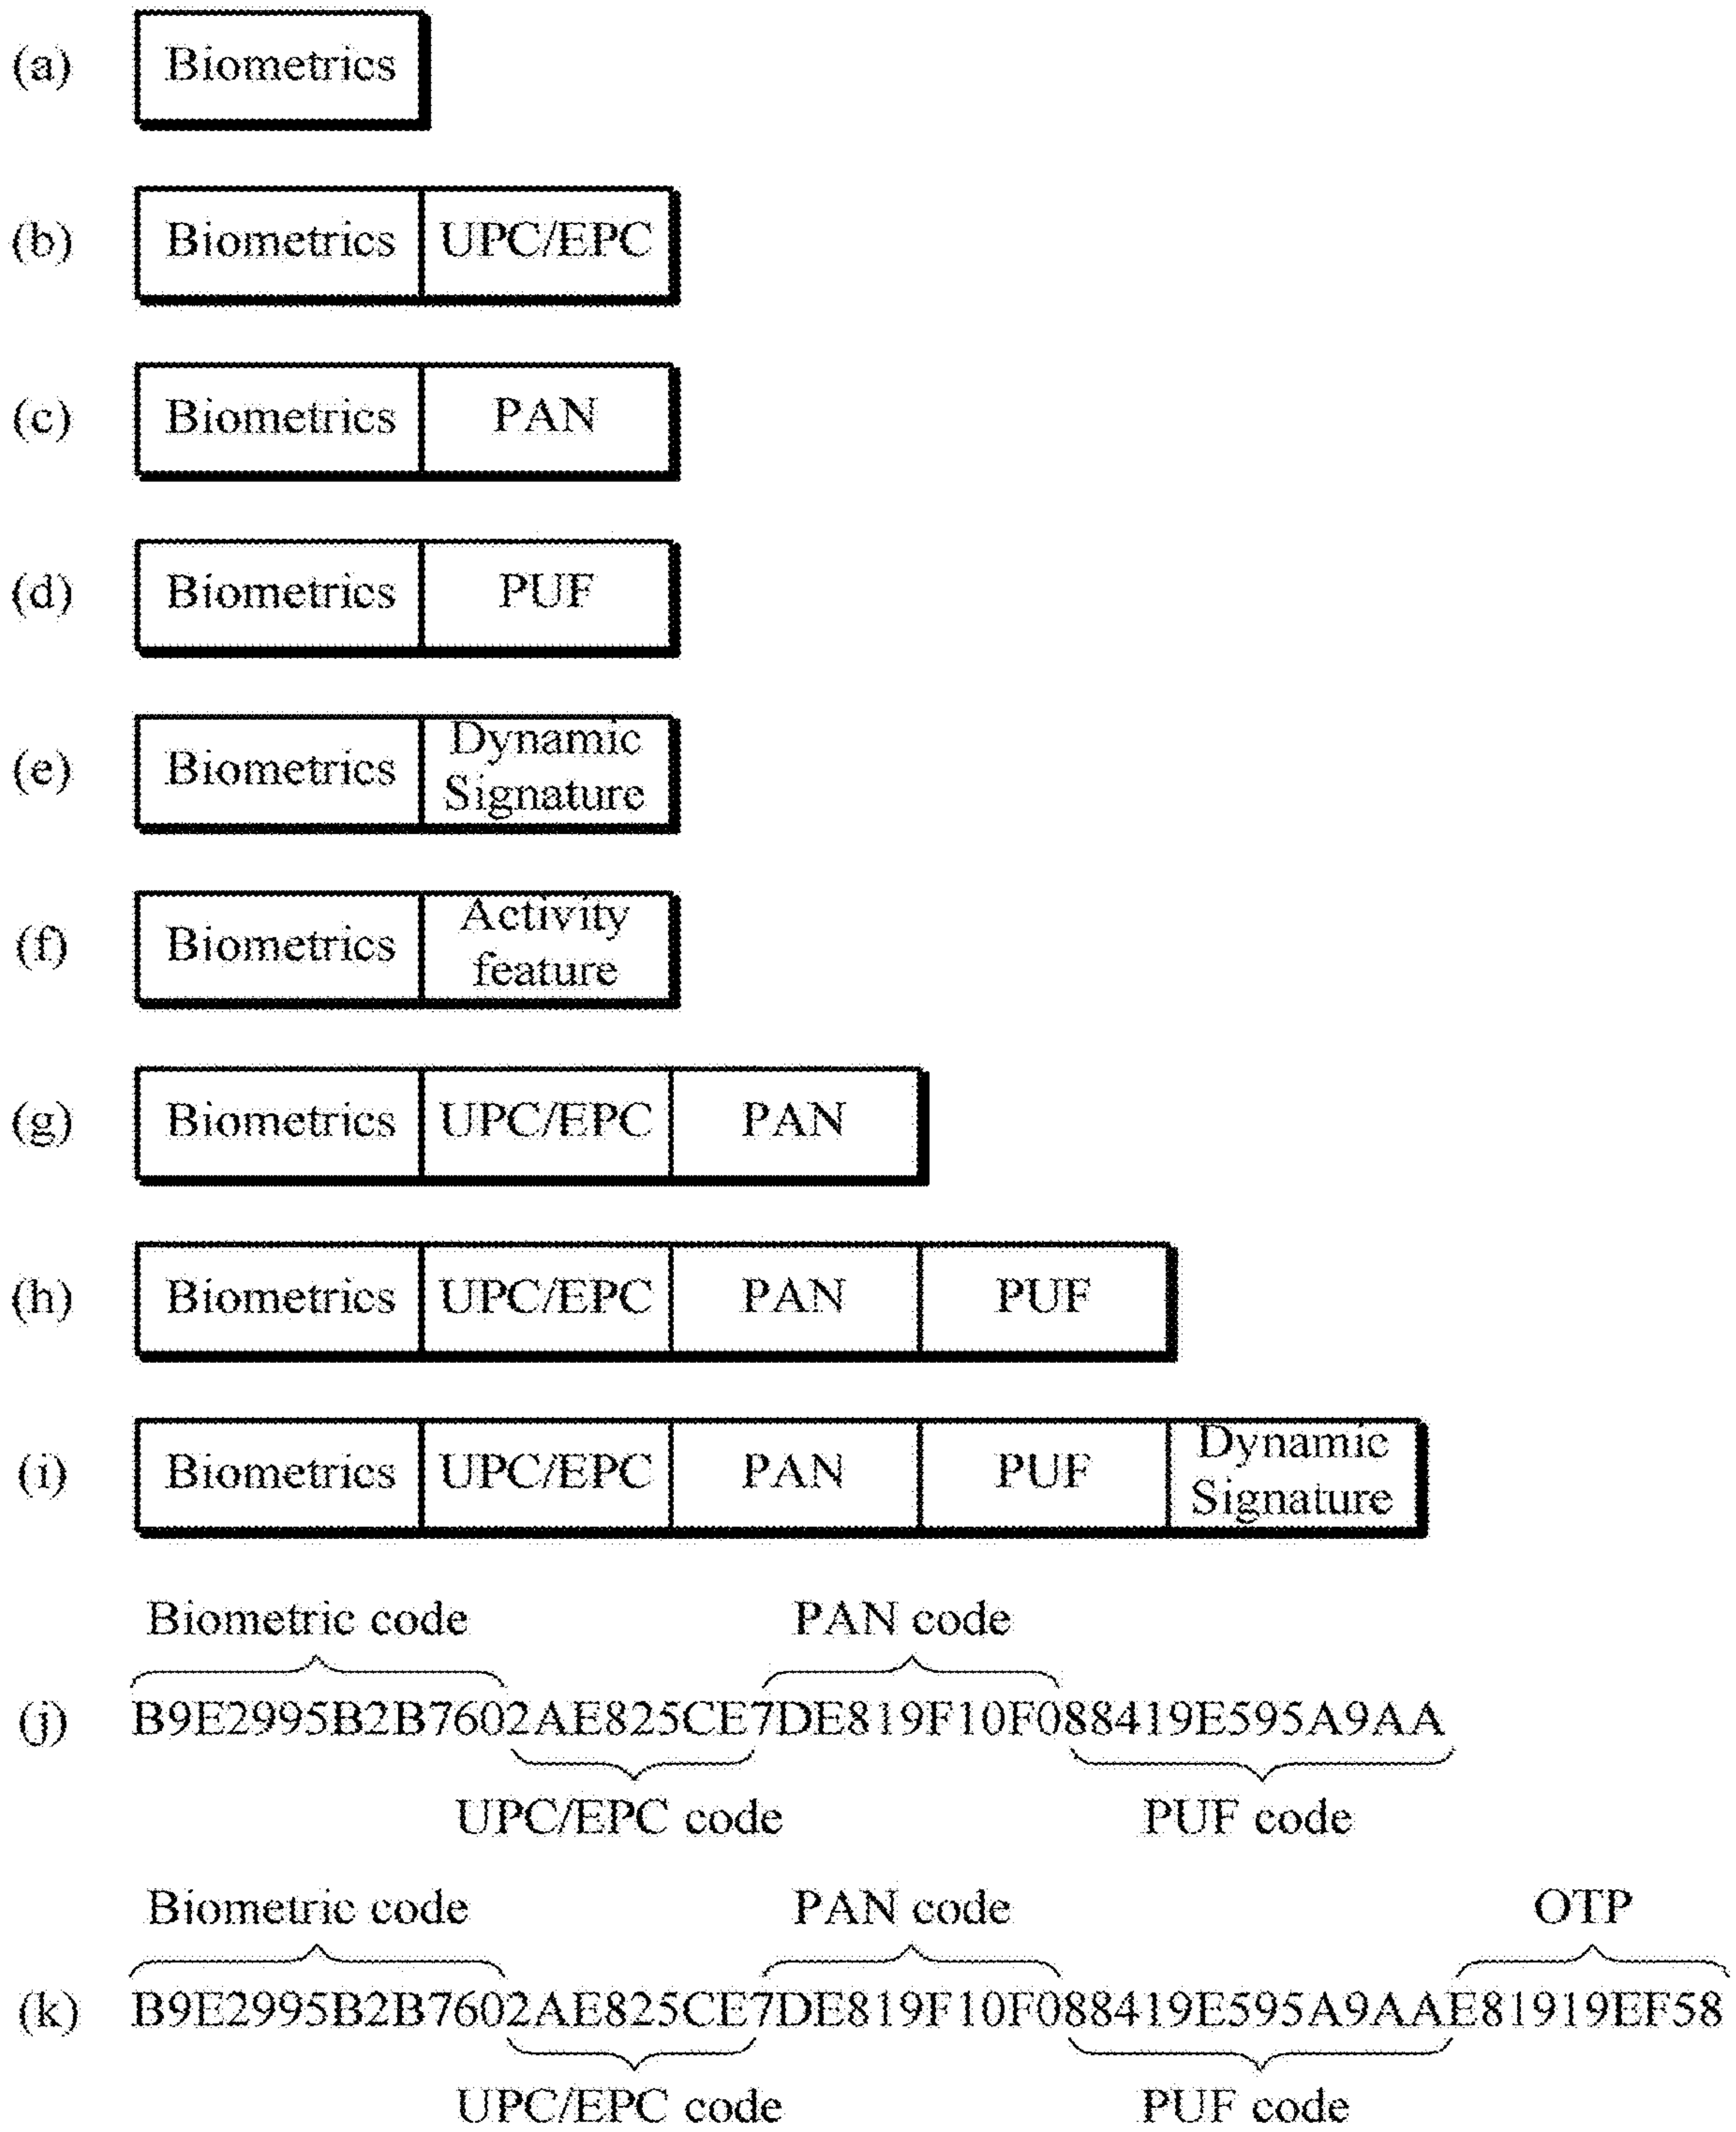 (a) Biometrics
(b) Biometrics UPC/EPC
(c) Biometrics PAN
(d) Biometrics PUF
(e) Biometrics Dynamic Signature
(f) Biometrics Activity feature
(g) Biometrics UPC/EPC PAN
(h) Biometrics UPC/EPC PAN PUF
(i) Biometrics UPC/EPC PAN PUF Dynamic Signature
Biometric code PAN code
(j) B9E2995B2B7602AE825CE7DE819F10F088419E595A9AA
UPC/EPC code PUF code
Biometric code PAN code OTP
(k) B9E2995B2B7602AE825CE7DE819F10F088419E595A9AAE81919EF58
UPC/EPC code PUF code